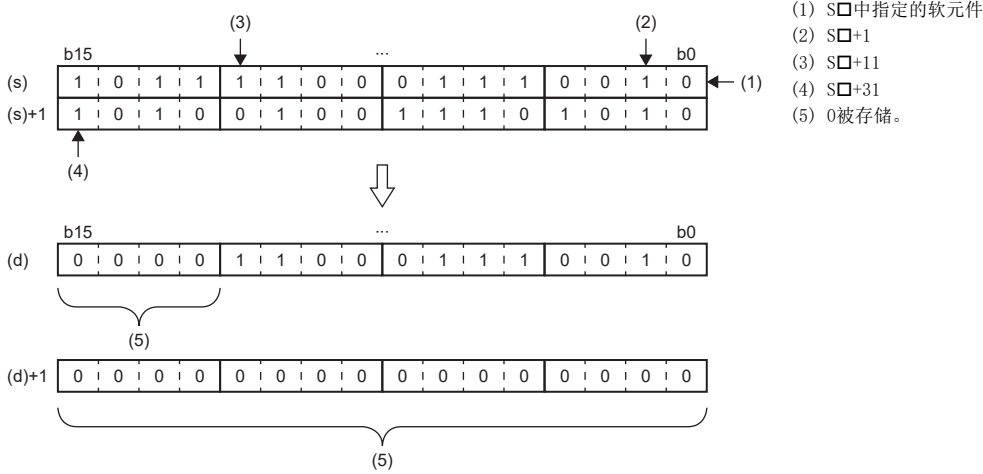 (3) (2)
b15 ... b0
(s) 1 0 1 1 1 1 0 0 0 1 1 1 0 0 1 0 (1)
(s)+1 1 0 1 0 0 1 0 0 1 1 1 0 1 0 1 0
(4)
b15 ... b0
(d) 0 0 0 0 1 1 0 0 0 1 1 1 0 0 1 0
(5)
(d)+1 0 0 0 0 0 0 0 0 0 0 0 0 0 0 0 0
(5)
(1) S□中指定的软元件
(2) S□+1
(3) S□+11
(4) S□+31
(5) 0被存储。